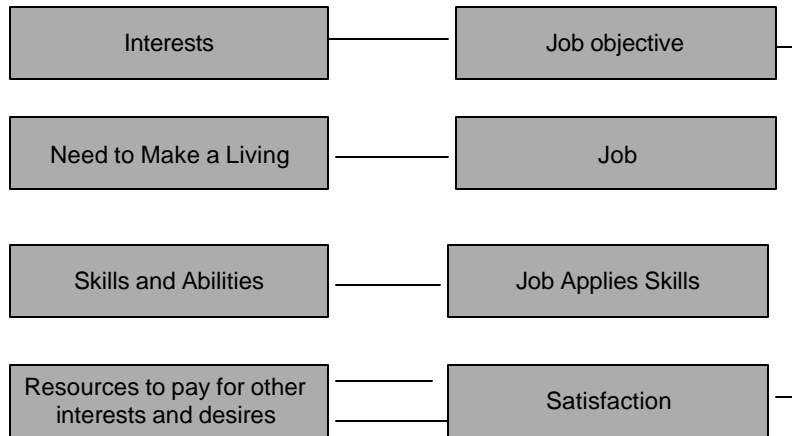 Interests
Job objective
Need to Make a Living
Job
Skills and Abilities
Job Applies Skills
Resources to pay for other
interests and desires
Satisfaction